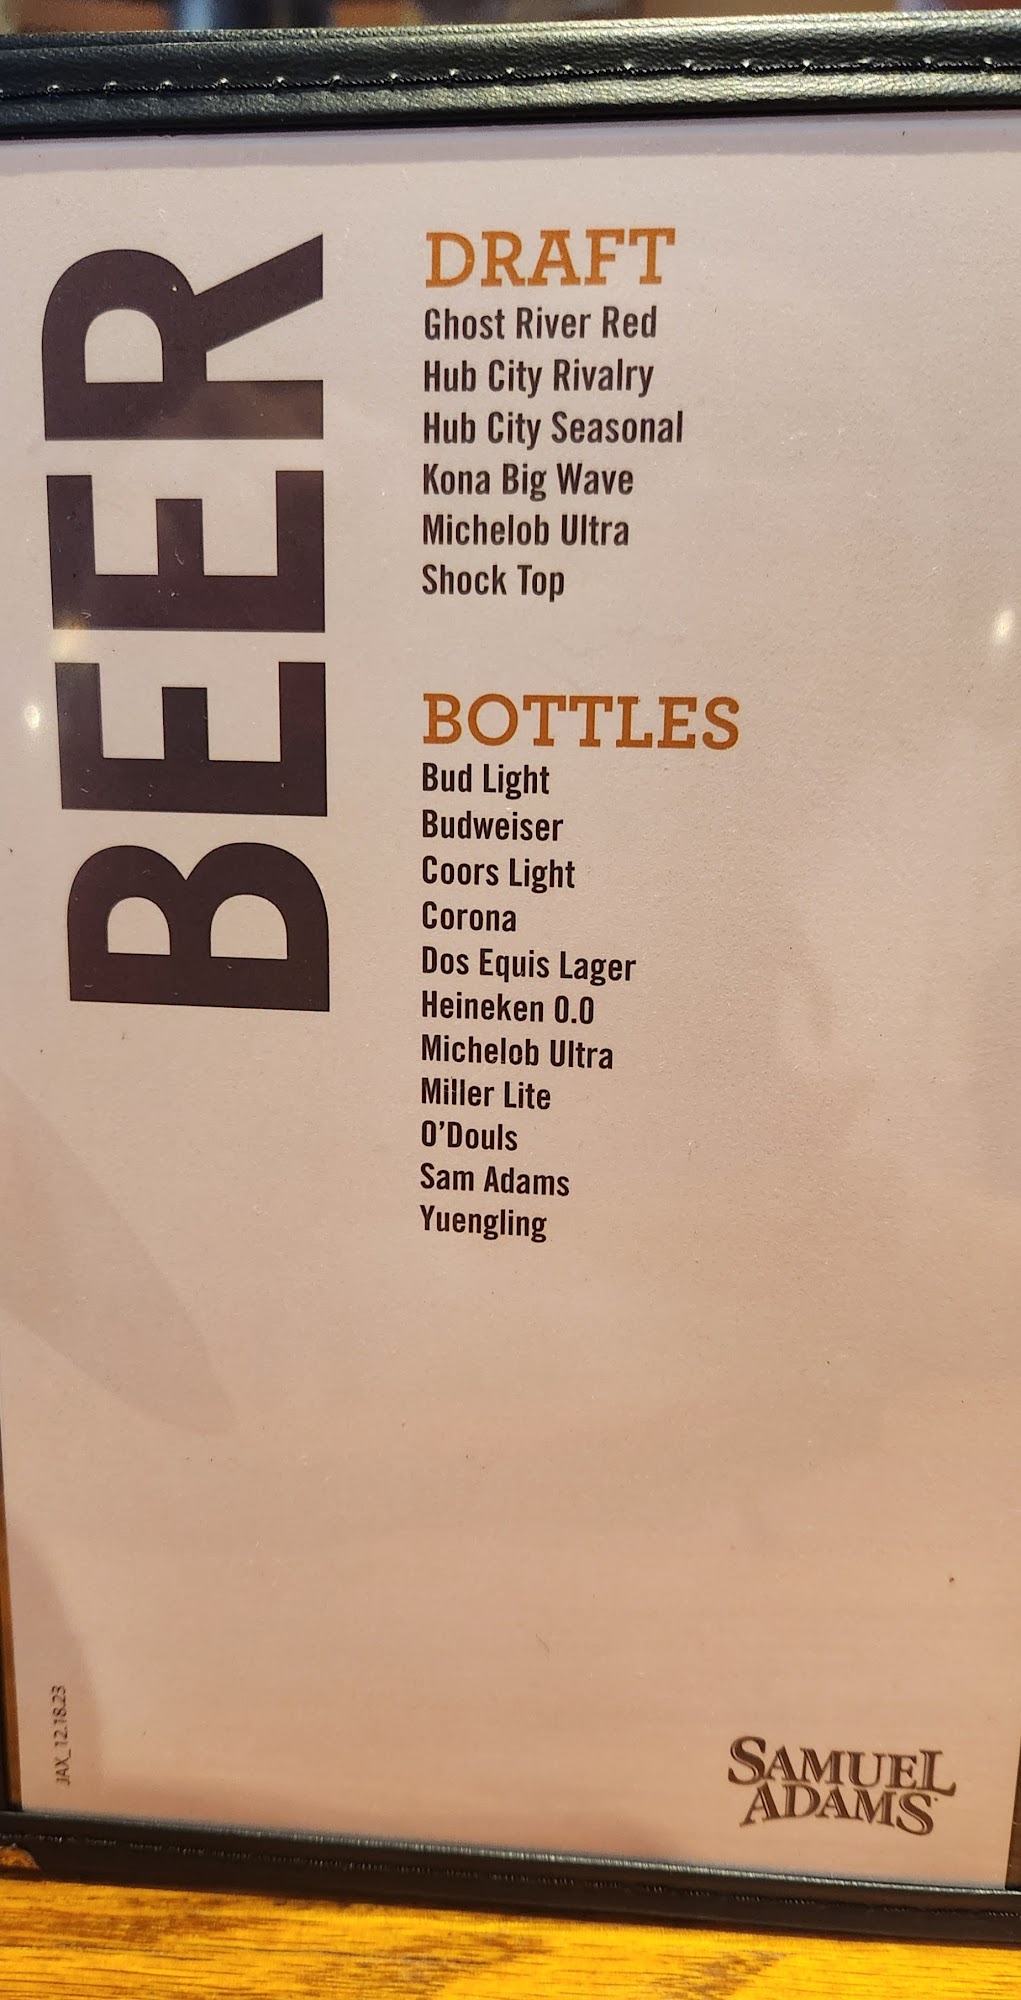 BEER
DRAFT
Ghost River Red
Hub City Rivalry
Hub City Seasonal
Kona Big Wave
Michelob Ultra
Shock Top
BOTTLES
Bud Light
Budweiser
Coors Light
Corona
Dos Equis Lager
Heineken 0.0
Michelob Ultra
Miller Lite
O'Douls
Sam Adams
Yuengling
JAX_12.18.23
SAMUEL
ADAMS